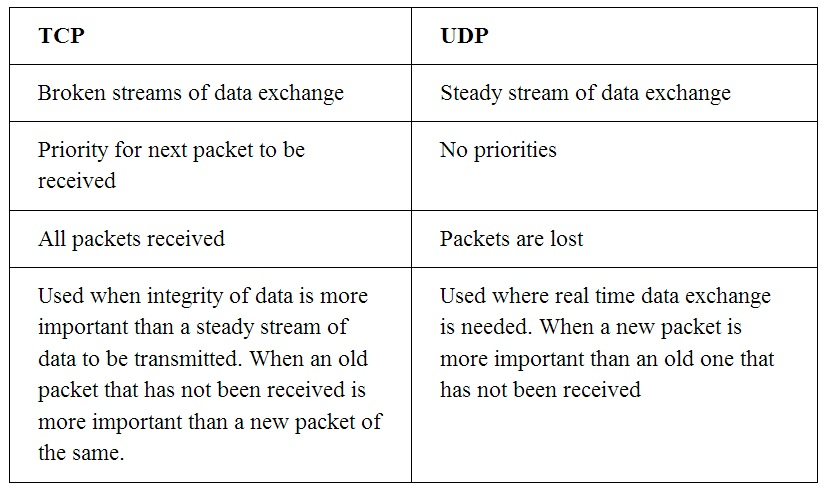 TCP
UDP
Broken streams of data exchange
Steady stream of data exchange
Priority for next packet to be
received
No priorities
All packets received
Packets are lost
Used when integrity of data is more
important than a steady stream of
data to be transmitted. When an old
packet that has not been received is
more important than a new packet of
the same.
Used where real time data exchange
is needed. When a new packet is
more important than an old one that
has not been received